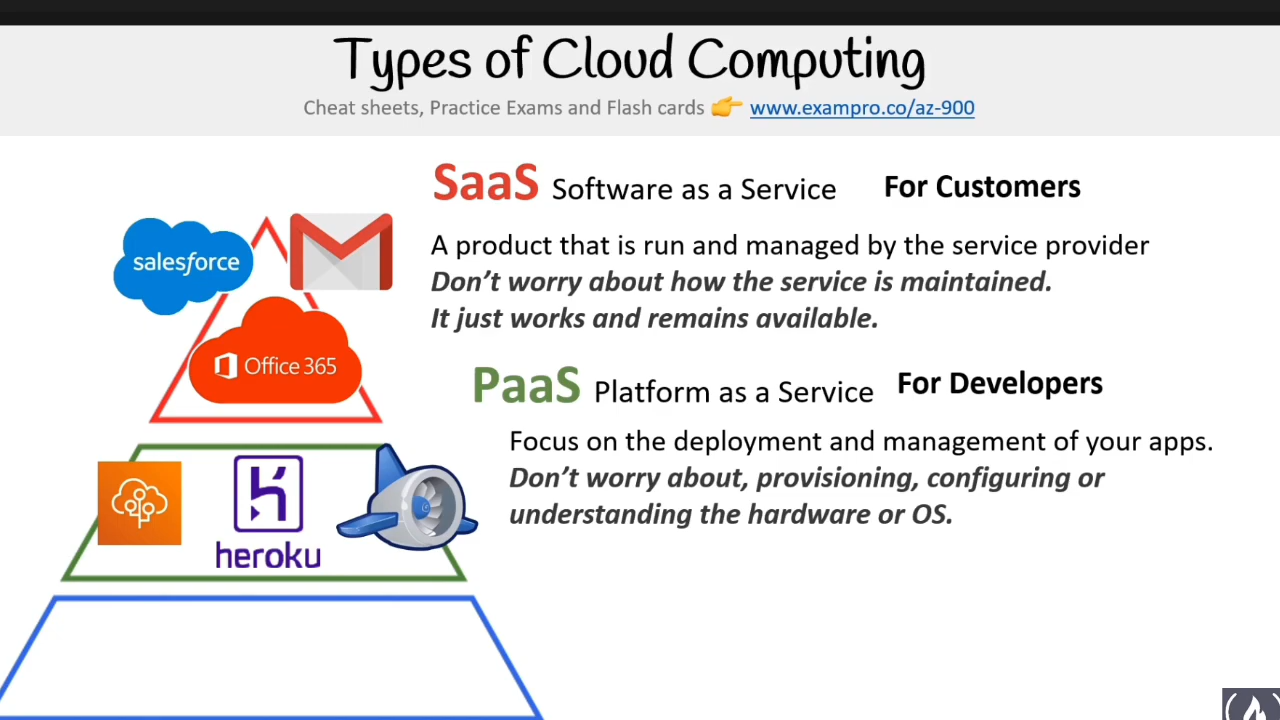 Types of Cloud Computing
Cheat sheets, Practice Exams and Flash cards 👉 www.exampro.co/az-900
SaaS Software as a Service For Customers
A product that is run and managed by the service provider
Don’t worry about how the service is maintained.
It just works and remains available.
salesforce
Office 365
PaaS Platform as a Service For Developers
Focus on the deployment and management of your apps.
Don’t worry about, provisioning, configuring or
understanding the hardware or OS.
heroku